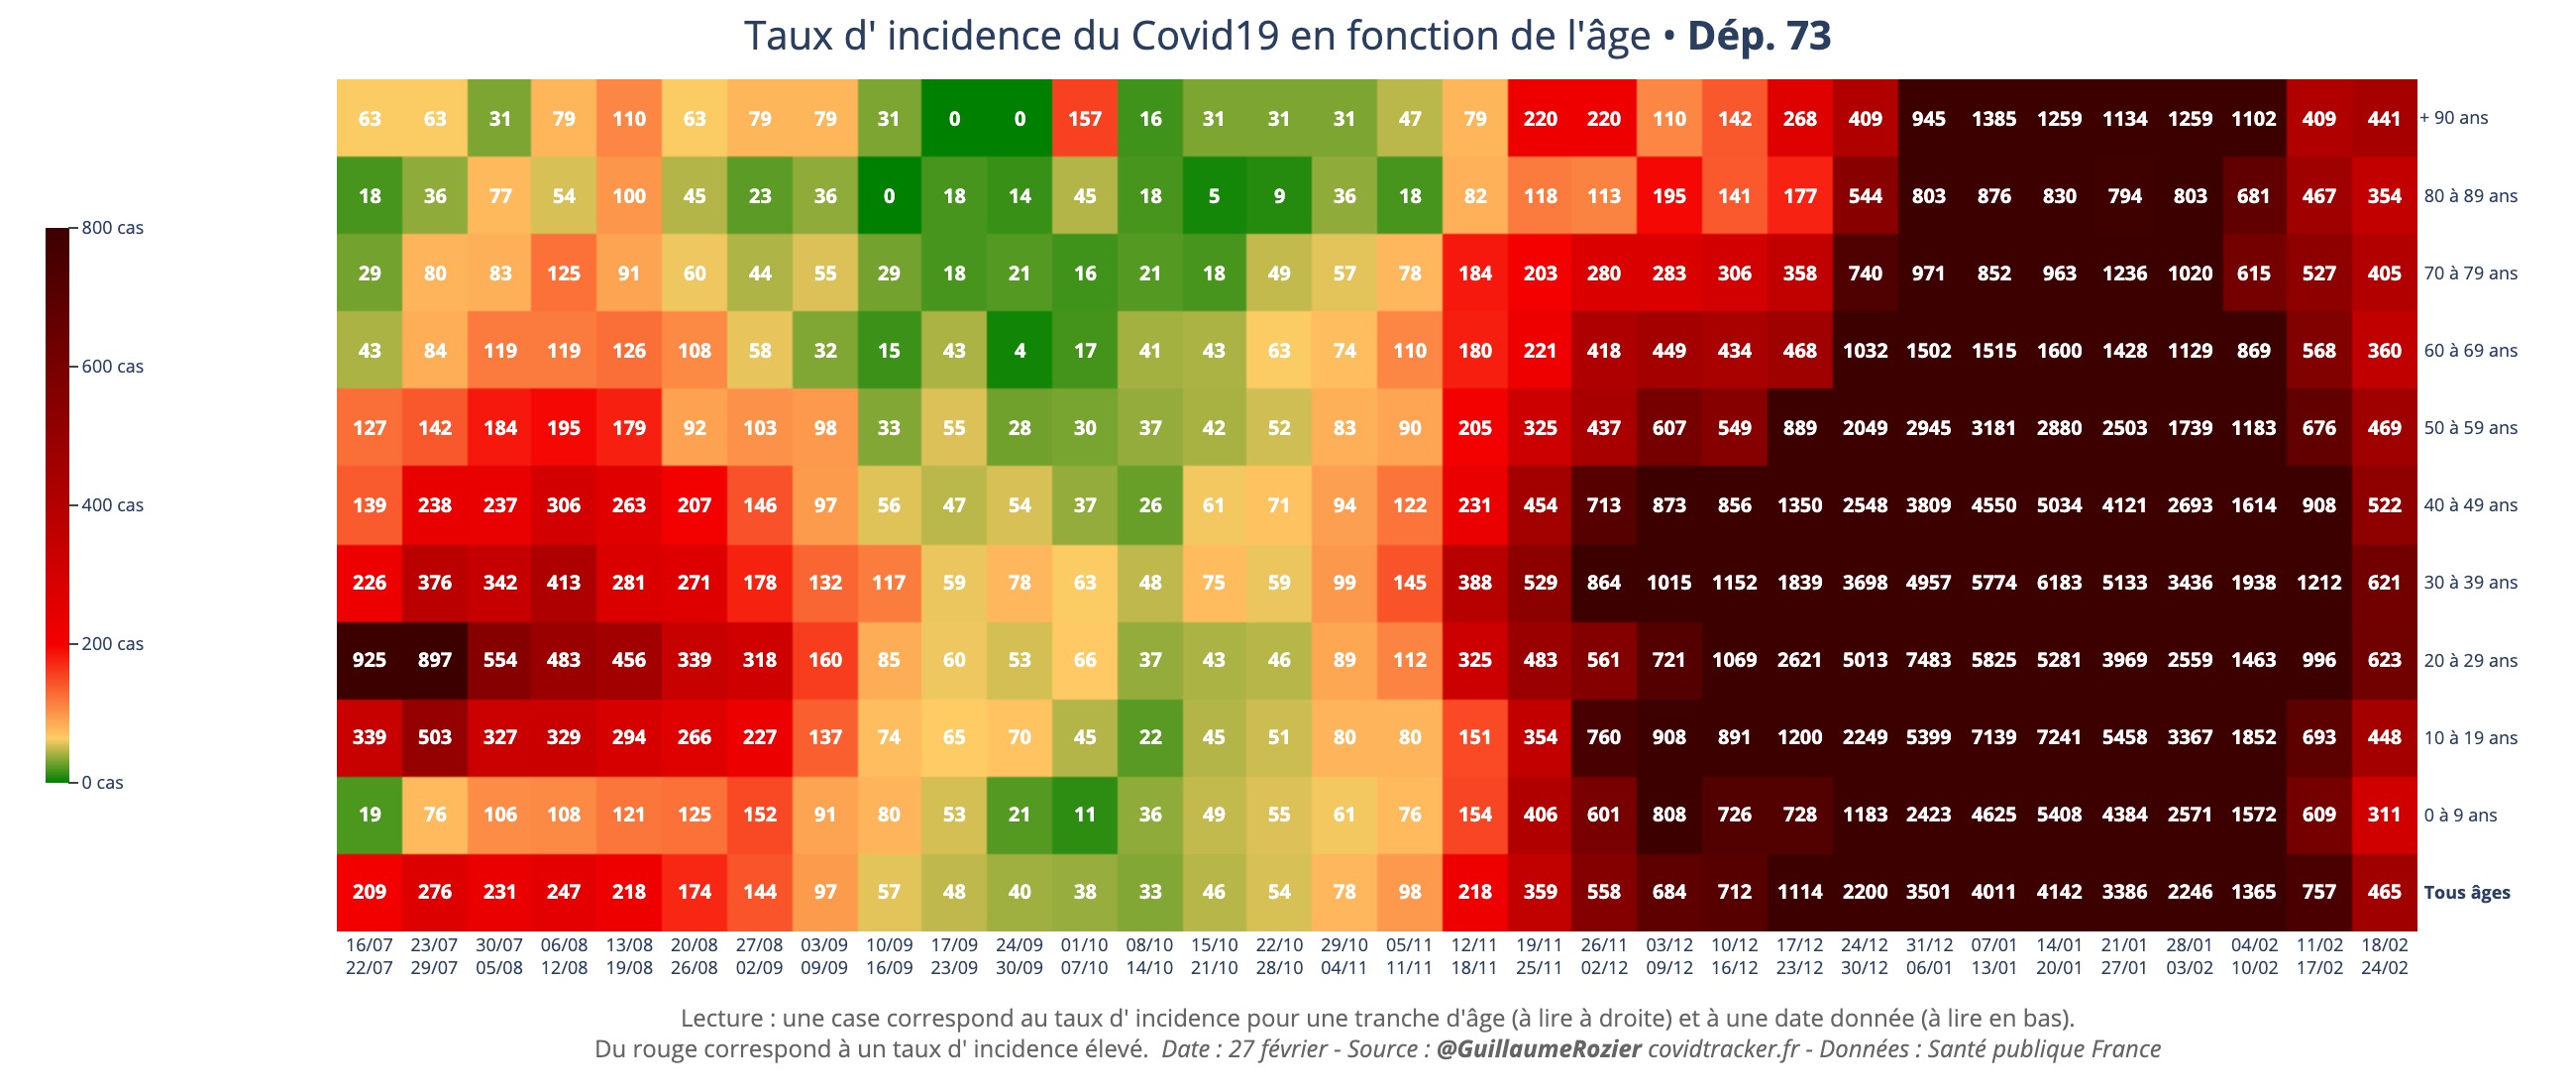 Taux d' incidence du Covid19 en fonction de l'âge • Dép. 73
800 cas
600 cas
400 cas
200 cas
0 cas
63 63 31 79 110 63 79 79 31 0 0 157 16 31 31 31 47 79 220 220 110 142 268 409 945 1385 1259 1134 1259 1102 409 441 + 90 ans
18 36 77 54 100 45 23 36 0 18 14 45 18 5 9 36 18 82 118 113 195 141 177 544 803 876 830 794 803 681 467 354 80 à 89 ans
29 80 83 125 91 60 44 55 29 18 21 16 21 18 49 57 78 184 203 280 283 306 358 740 971 852 963 1236 1020 615 527 405 70 à 79 ans
43 84 119 119 126 108 58 32 15 43 4 17 41 43 63 74 110 180 221 418 449 434 468 1032 1502 1515 1600 1428 1129 869 568 360 60 à 69 ans
127 142 184 195 179 92 103 98 33 55 28 30 37 42 52 83 90 205 325 437 607 549 889 2049 2945 3181 2880 2503 1739 1183 676 469 50 à 59 ans
139 238 237 306 263 207 146 97 56 47 54 37 26 61 71 94 122 231 454 713 873 856 1350 2548 3809 4550 5034 4121 2693 1614 908 522 40 à 49 ans
226 376 342 413 281 271 178 132 117 59 78 63 48 75 59 99 145 388 529 864 1015 1152 1839 3698 4957 5774 6183 5133 3436 1938 1212 621 30 à 39 ans
925 897 554 483 456 339 318 160 85 60 53 66 37 43 46 89 112 325 483 561 721 1069 2621 5013 7483 5825 5281 3969 2559 1463 996 623 20 à 29 ans
339 503 327 329 294 266 227 137 74 65 70 45 22 45 51 80 80 151 354 760 908 891 1200 2249 5399 7139 7241 5458 3367 1852 693 448 10 à 19 ans
19 76 106 108 121 125 152 91 80 53 21 11 36 49 55 61 76 154 406 601 808 726 728 1183 2423 4625 5408 4384 2571 1572 609 311 0 à 9 ans
209 276 231 247 218 174 144 97 57 48 40 38 33 46 54 78 98 218 359 558 684 712 1114 2200 3501 4011 4142 3386 2246 1365 757 465 Tous âges
16/07 23/07 30/07 06/08 13/08 20/08 27/08 03/09 10/09 17/09 24/09 01/10 08/10 15/10 22/10 29/10 05/11 12/11 19/11 26/11 03/12 10/12 17/12 24/12 31/12 07/01 14/01 21/01 28/01 04/02 11/02 18/02
22/07 29/07 05/08 12/08 19/08 26/08 02/09 09/09 16/09 23/09 30/09 07/10 14/10 21/10 28/10 04/11 11/11 18/11 25/11 02/12 09/12 16/12 23/12 30/12 06/01 13/01 20/01 27/01 03/02 10/02 17/02 24/02
Lecture : une case correspond au taux d' incidence pour une tranche d'âge (à lire à droite) et à une date donnée (à lire en bas).
Du rouge correspond à un taux d' incidence élevé. Date : 27 février - Source : @GuillaumeRozier covidtracker.fr - Données : Santé publique France